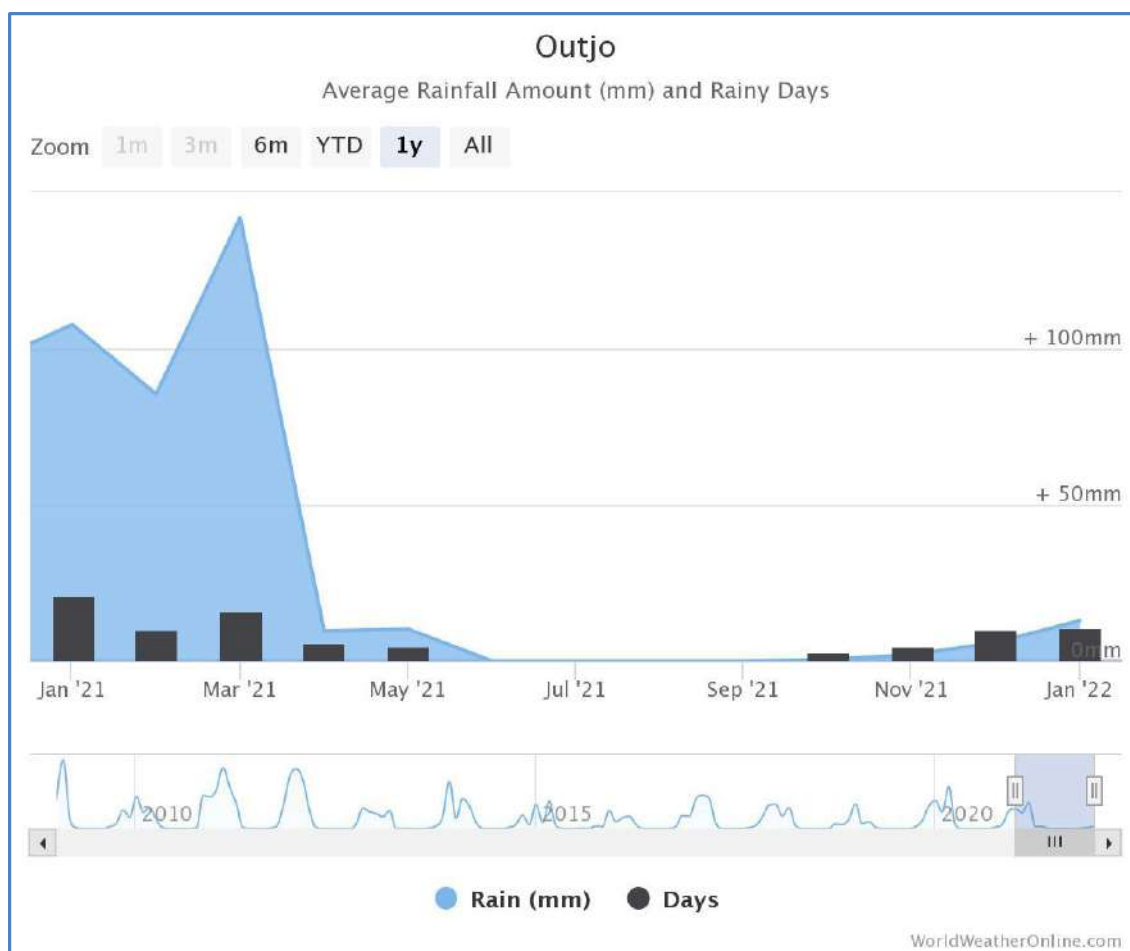 Outjo
Average Rainfall Amount (mm) and Rainy Days
Zoom 1m 3m 6m YTD 1y All
+ 100mm
+ 50mm
0mm
Jan '21 Mar '21 May '21 Jul '21 Sep '21 Nov '21 Jan '22
2010 2015 2020
Rain (mm) Days
WorldWeatherOnline.com